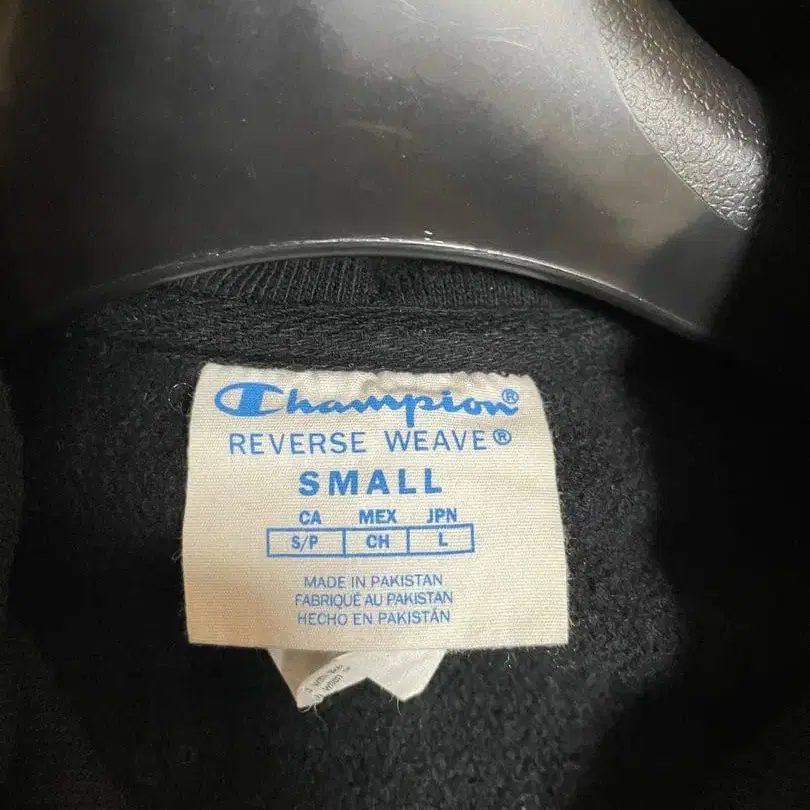 Champion®
REVERSE WEAVE®
SMALL
CA MEX JPN
S/P CH L
MADE IN PAKISTAN
FABRIQUÉ AU PAKISTAN
HECHO EN PAKISTÁN